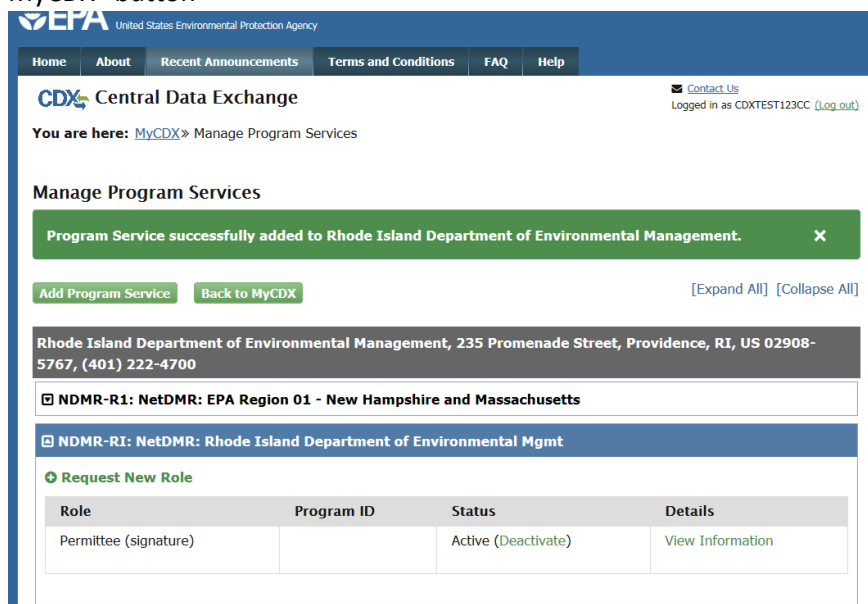 MyCDX" button
EPA United States Environmental Protection Agency
Home About Recent Announcements Terms and Conditions FAQ Help
CDX Central Data Exchange
Contact Us
Logged in as CDXTEST123CC (Log out)
You are here: MyCDX» Manage Program Services
Manage Program Services
Program Service successfully added to Rhode Island Department of Environmental Management. ×
Add Program Service Back to MyCDX [Expand All] [Collapse All]
Rhode Island Department of Environmental Management, 235 Promenade Street, Providence, RI, US 02908-
5767, (401) 222-4700
NDMR-R1: NetDMR: EPA Region 01 - New Hampshire and Massachusetts
NDMR-RI: NetDMR: Rhode Island Department of Environmental Mgmt
Request New Role
Role Program ID Status Details
Permittee (signature) Active (Deactivate) View Information